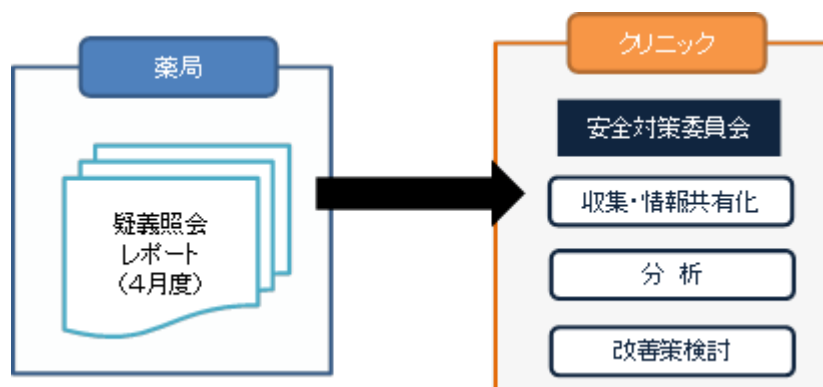 薬局
疑義照会
レポート
(4月度)
クリニック
安全対策委員会
収集・情報共有化
分 析
改善策検討